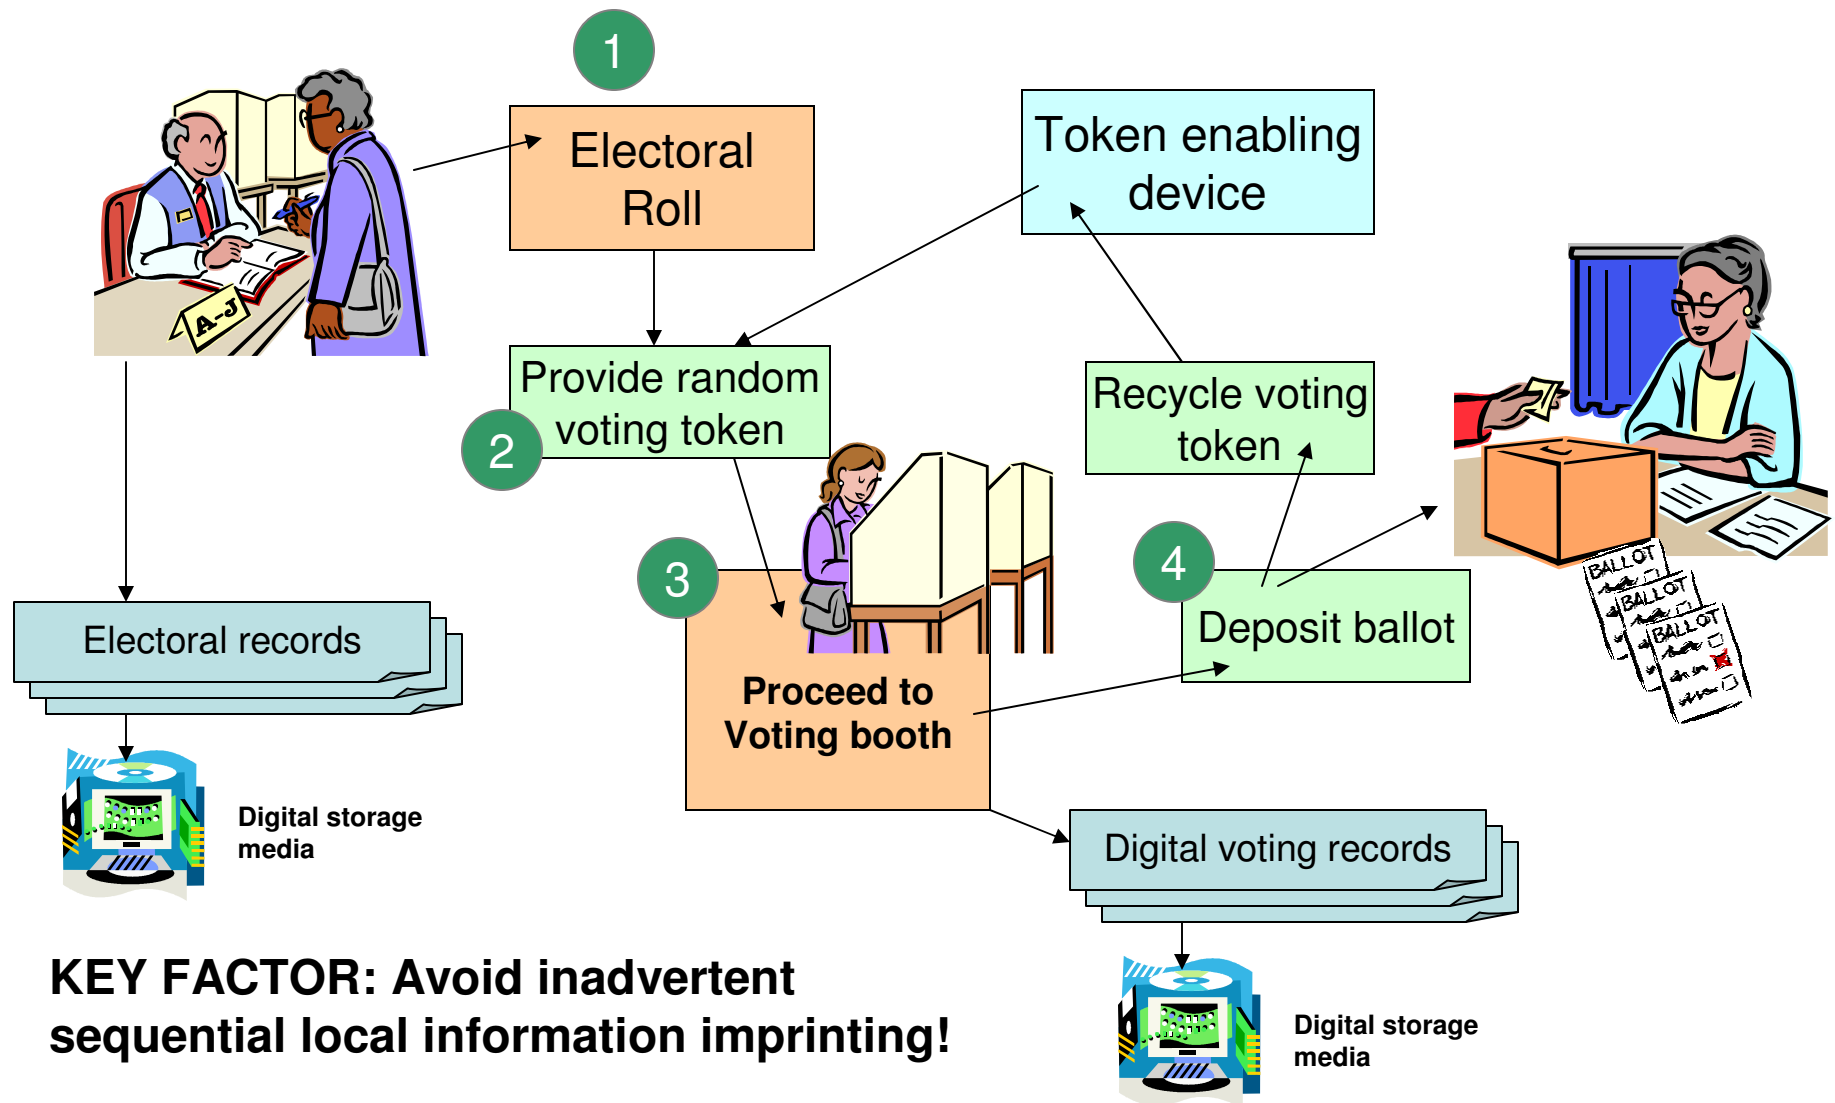 1
Electoral
Roll
Token enabling
device
A-J
Provide random
voting token
2
Recycle voting
token
3
4
Deposit ballot
BALLOT
BALLOT
BALLOT
Electoral records
Proceed to
Voting booth
Digital storage
media
Digital voting records
KEY FACTOR: Avoid inadvertent
sequential local information imprinting!
Digital storage
media